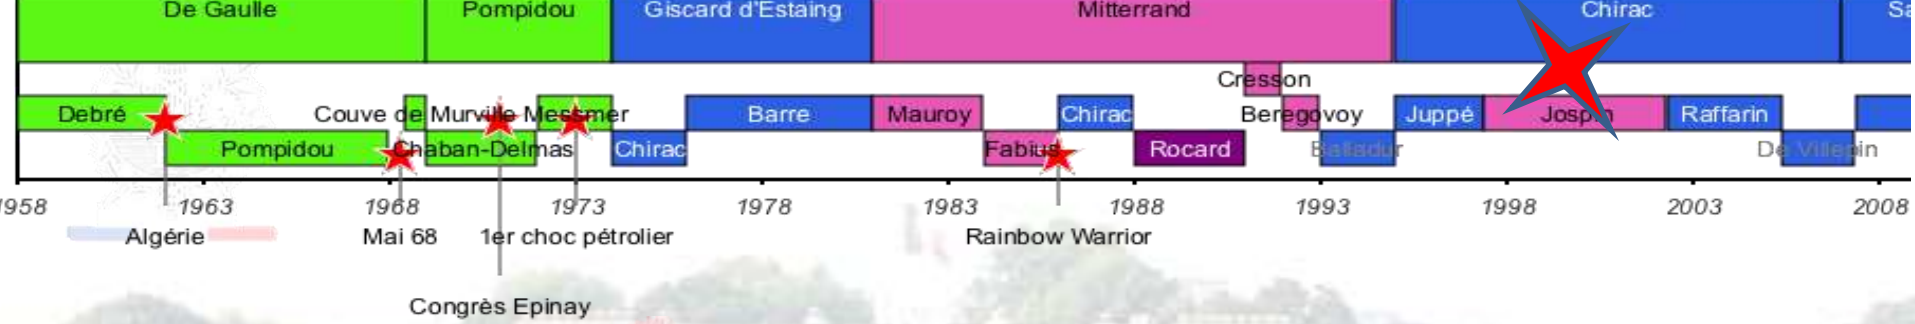 De Gaulle Pompidou Giscard d'Estaing Mitterrand Chirac Sa
Cresson
Debré Couve de Murville Messmer Barre Mauroy Chirac Beregovoy Juppé Jospin Raffarin
Pompidou Chaban-Delmas Chirac Fabius Rocard Balladur De Villepin
1958 1963 1968 1973 1978 1983 1988 1993 1998 2003 2008
Algérie Mai 68 1er choc pétrolier Rainbow Warrior
Congrès Epinay